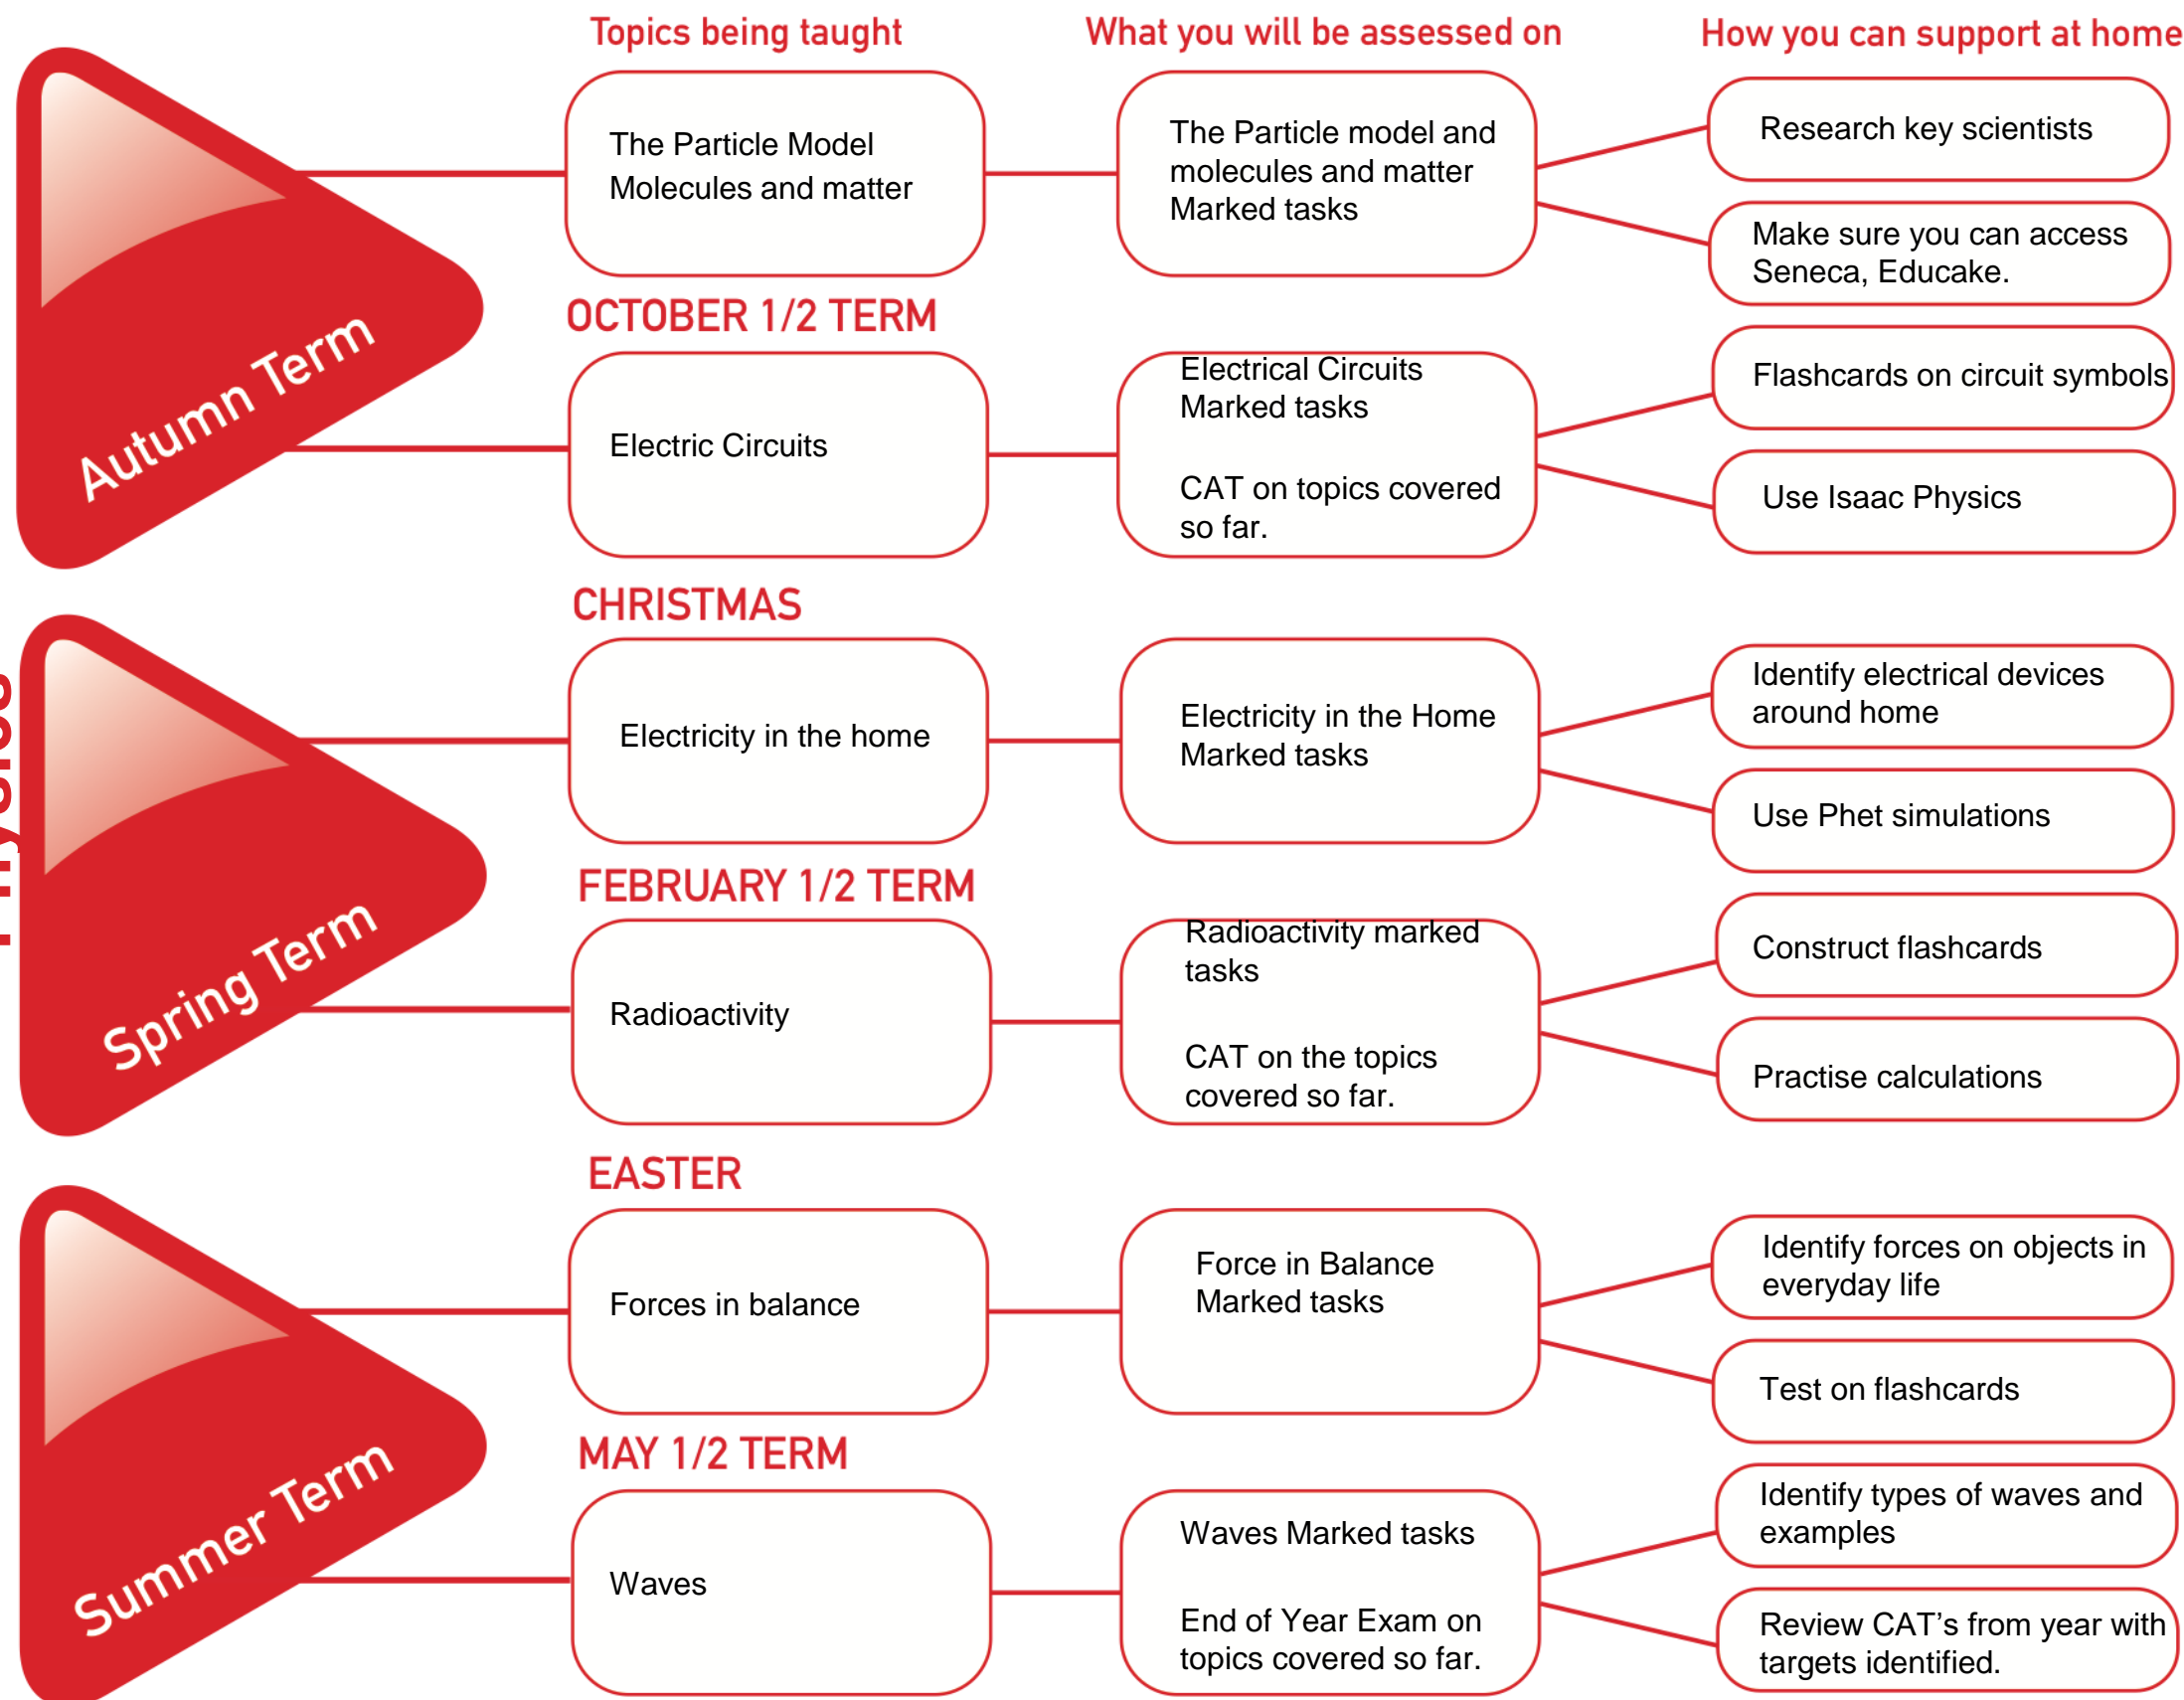 Topics being taught
What you will be assessed on
How you can support at home
Autumn Term
The Particle Model
Molecules and matter
The Particle model and
molecules and matter
Marked tasks
Research key scientists
Make sure you can access
Seneca, Educake.
OCTOBER 1/2 TERM
Electric Circuits
Electrical Circuits
Marked tasks
CAT on topics covered
so far.
Flashcards on circuit symbols
Use Isaac Physics
CHRISTMAS
Spring Term
Electricity in the home
Electricity in the Home
Marked tasks
Identify electrical devices
around home
Use Phet simulations
FEBRUARY 1/2 TERM
Radioactivity
Radioactivity marked
tasks
CAT on the topics
covered so far.
Construct flashcards
Practise calculations
EASTER
Summer Term
Forces in balance
Force in Balance
Marked tasks
Identify forces on objects in
everyday life
Test on flashcards
MAY 1/2 TERM
Waves
Waves Marked tasks
End of Year Exam on
topics covered so far.
Identify types of waves and
examples
Review CAT's from year with
targets identified.